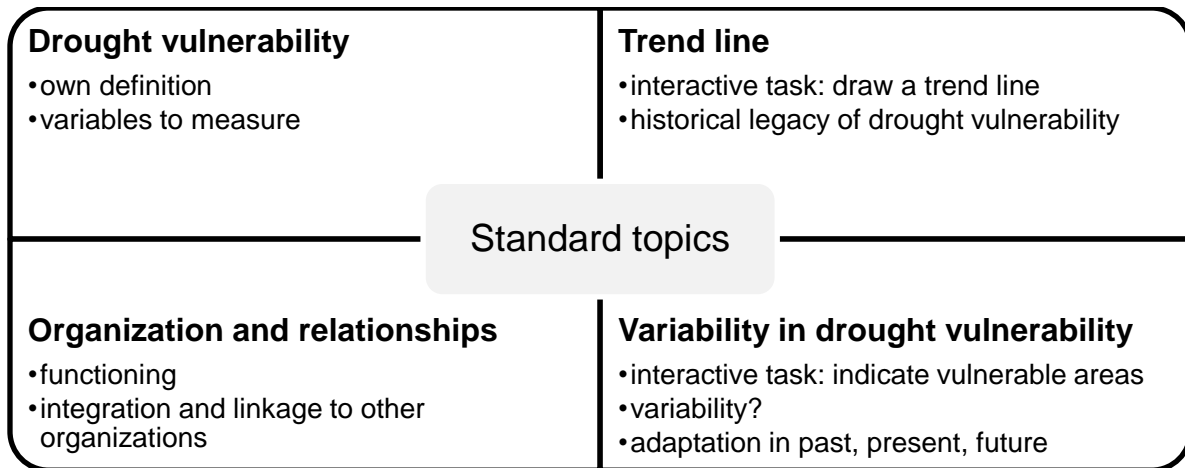 Drought vulnerability
•own definition
•variables to measure
Trend line
•interactive task: draw a trend line
•historical legacy of drought vulnerability
Standard topics
Organization and relationships
•functioning
•integration and linkage to other
organizations
Variability in drought vulnerability
•interactive task: indicate vulnerable areas
•variability?
•adaptation in past, present, future